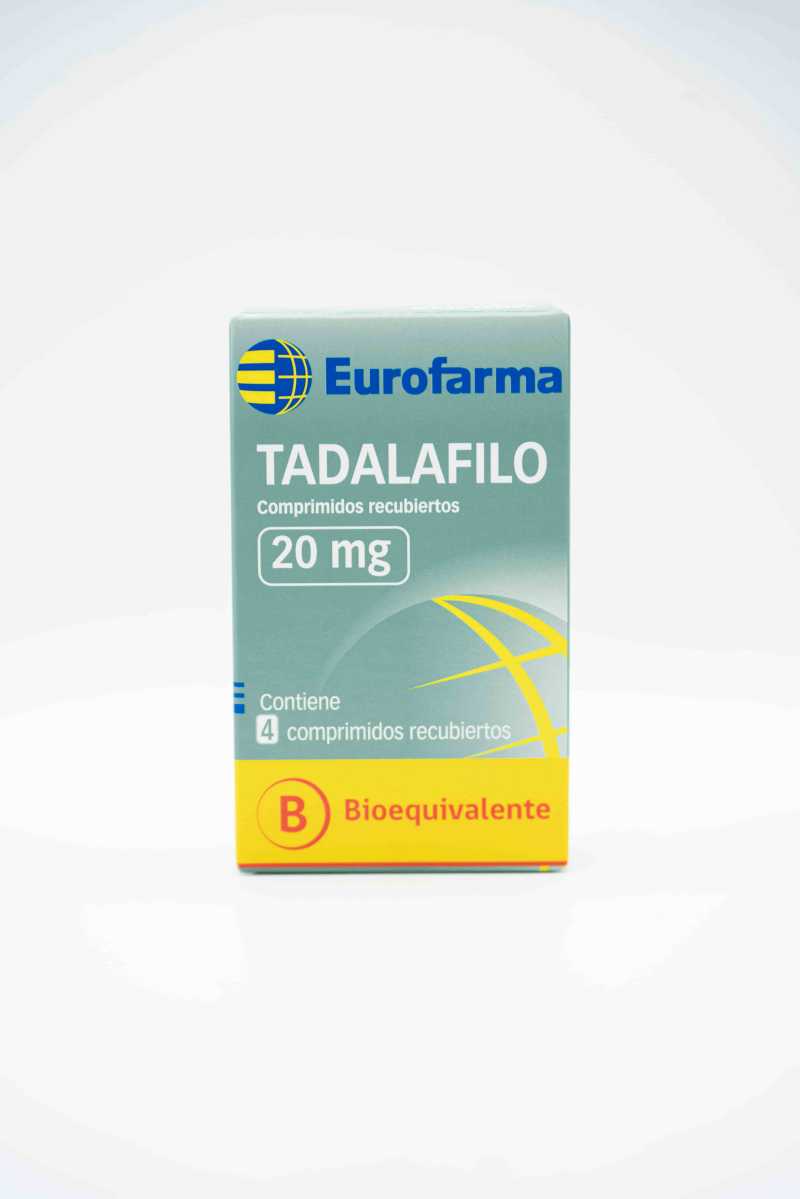 Eurofarma
TADALAFILO
Comprimidos recubiertos
20 mg
Contiene
4 comprimidos recubiertos
B Bioequivalente